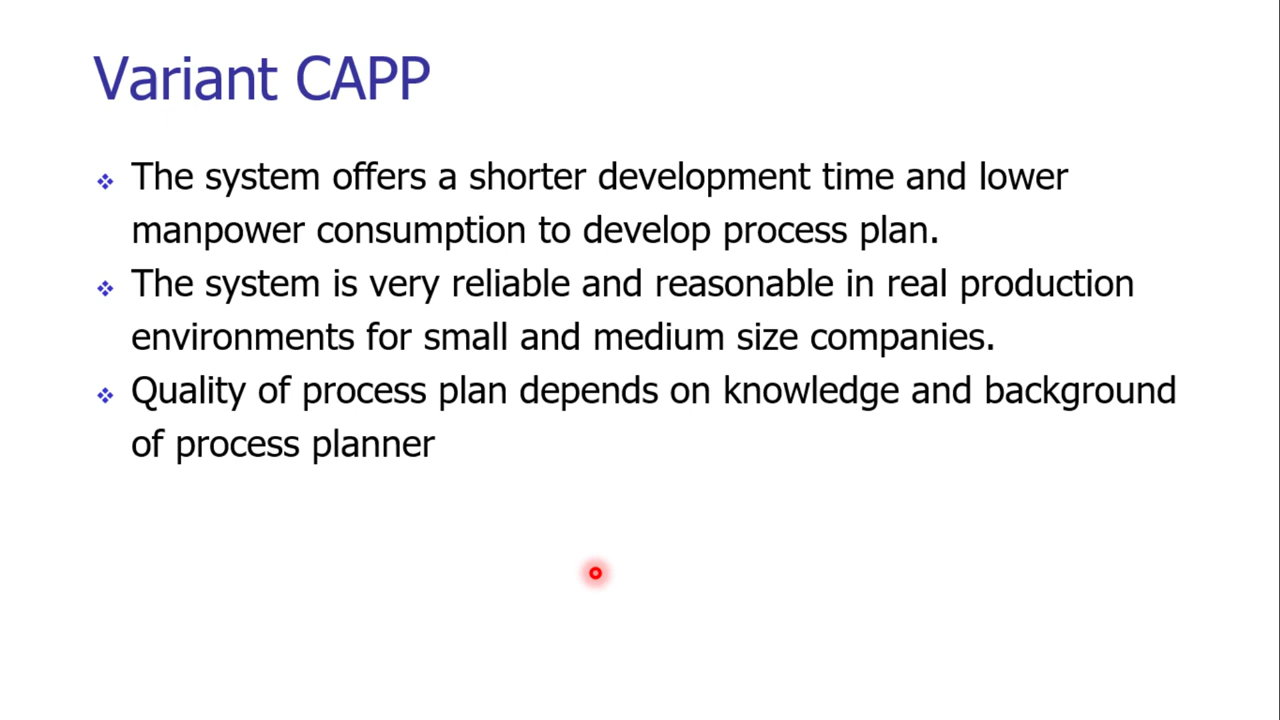 Variant CAPP
The system offers a shorter development time and lower
manpower consumption to develop process plan.
The system is very reliable and reasonable in real production
environments for small and medium size companies.
Quality of process plan depends on knowledge and background
of process planner